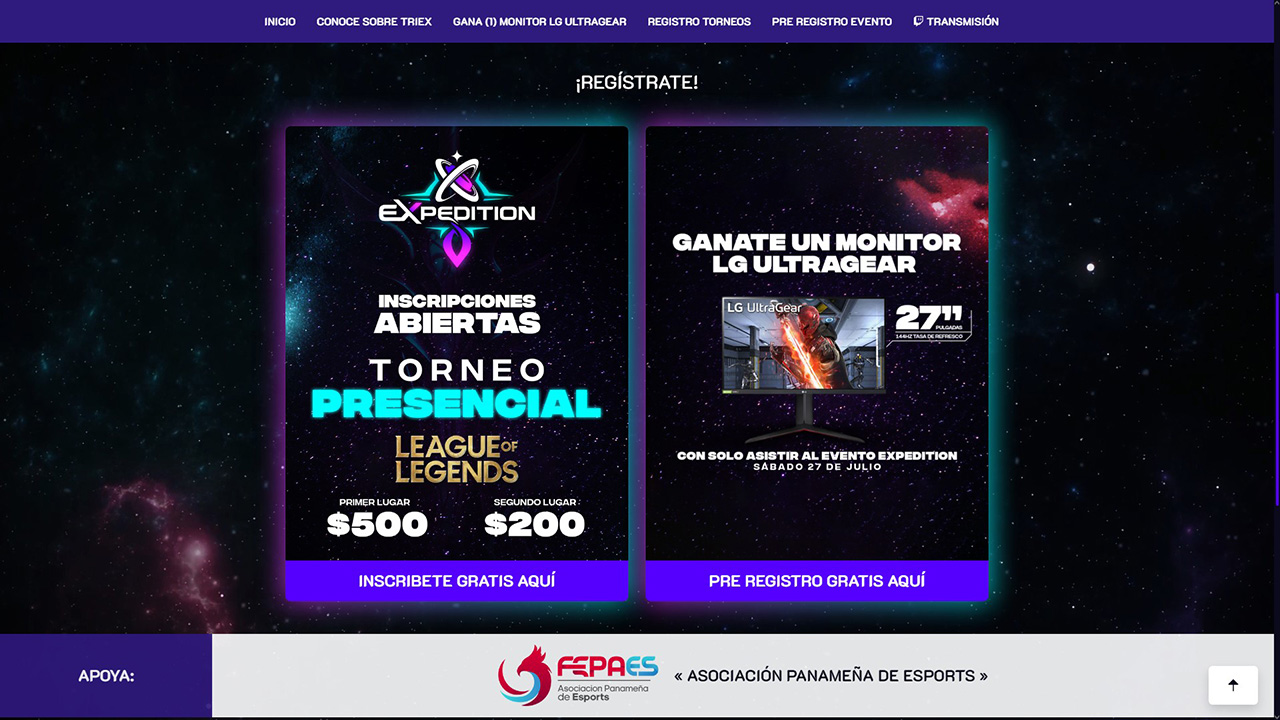 INICIO
CONOCE SOBRE TRIEX
GANA (1) MONITOR LG ULTRAGEAR
REGISTRO TORNEOS
PRE REGISTRO EVENTO
TRANSMISIÓN
¡REGÍSTRATE!
EXPEDITION
INSCRIPCIONES
ABIERTAS
TORNEO
PRESENCIAL
LEAGUE OF
LEGENDS
PRIMER LUGAR
$500
SEGUNDO LUGAR
$200
INSCRIBETE GRATIS AQUÍ
GANATE UN MONITOR
LG ULTRAGEAR
LG UltraGear
27"
PULGADAS
144HZ TASA DE REFRESCO
CON SOLO ASISTIR AL EVENTO EXPEDITION
SÁBADO 27 DE JULIO
PRE REGISTRO GRATIS AQUÍ
APOYA:
FEPAES
Asociacion Panameña
de Esports
« ASOCIACIÓN PANAMEÑA DE ESPORTS »